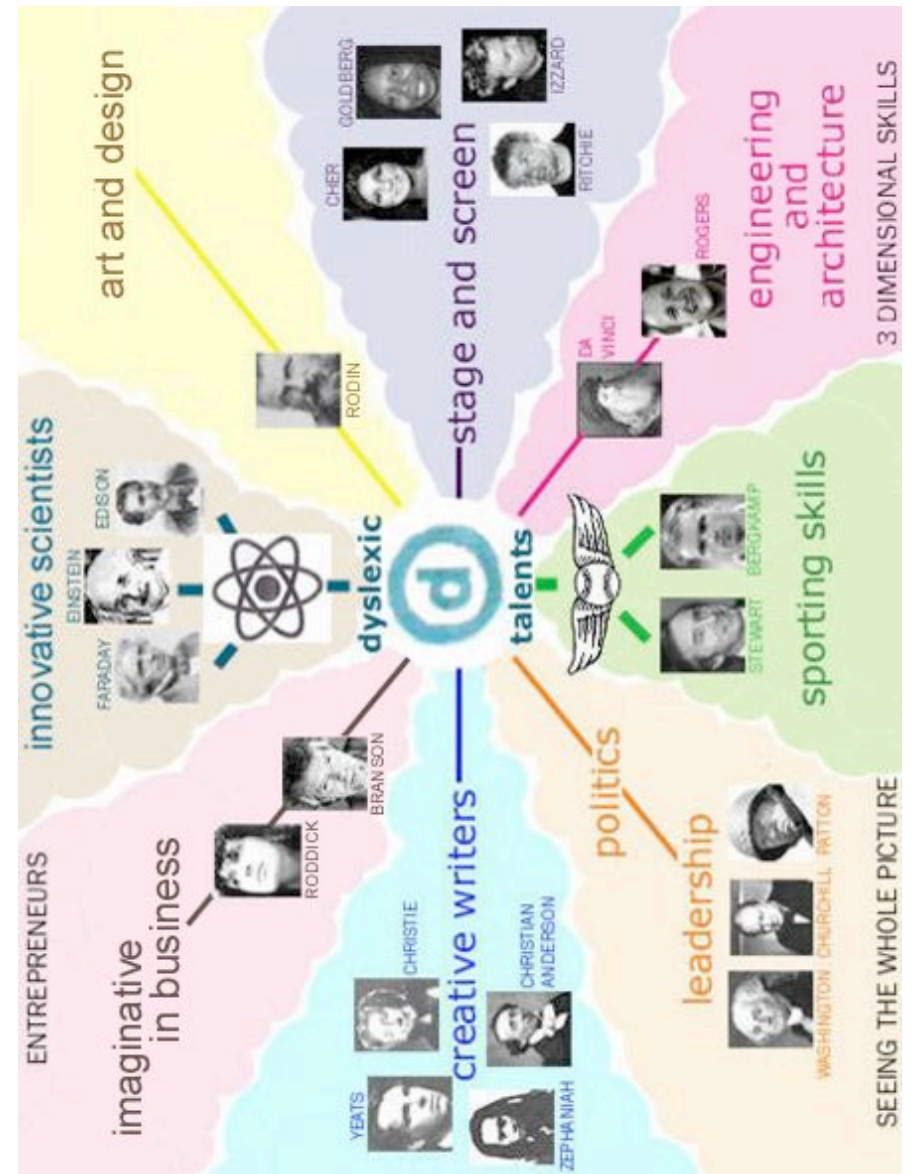 ENTREPRENEURS
innovative scientists
art and design
imaginative
in business
FARADAY
EINSTEIN
EDISON
RODDICK
BRANSON
RODIN
dyslexic
YEATS
CHRISTIE
CHER
GOLDBERG
creative writers
d
stage and screen
ZEPHANIAH
CHRISTIAN
ANDERSON
RITCHIE
IZZARD
talents
politics
leadership
DA
VINCI
ROGERS
WASHINGTON
CHURCHILL
PATTON
STEWART
BERGKAMP
sporting skills
engineering
and
architecture
SEEING THE WHOLE PICTURE
3 DIMENSIONAL SKILLS